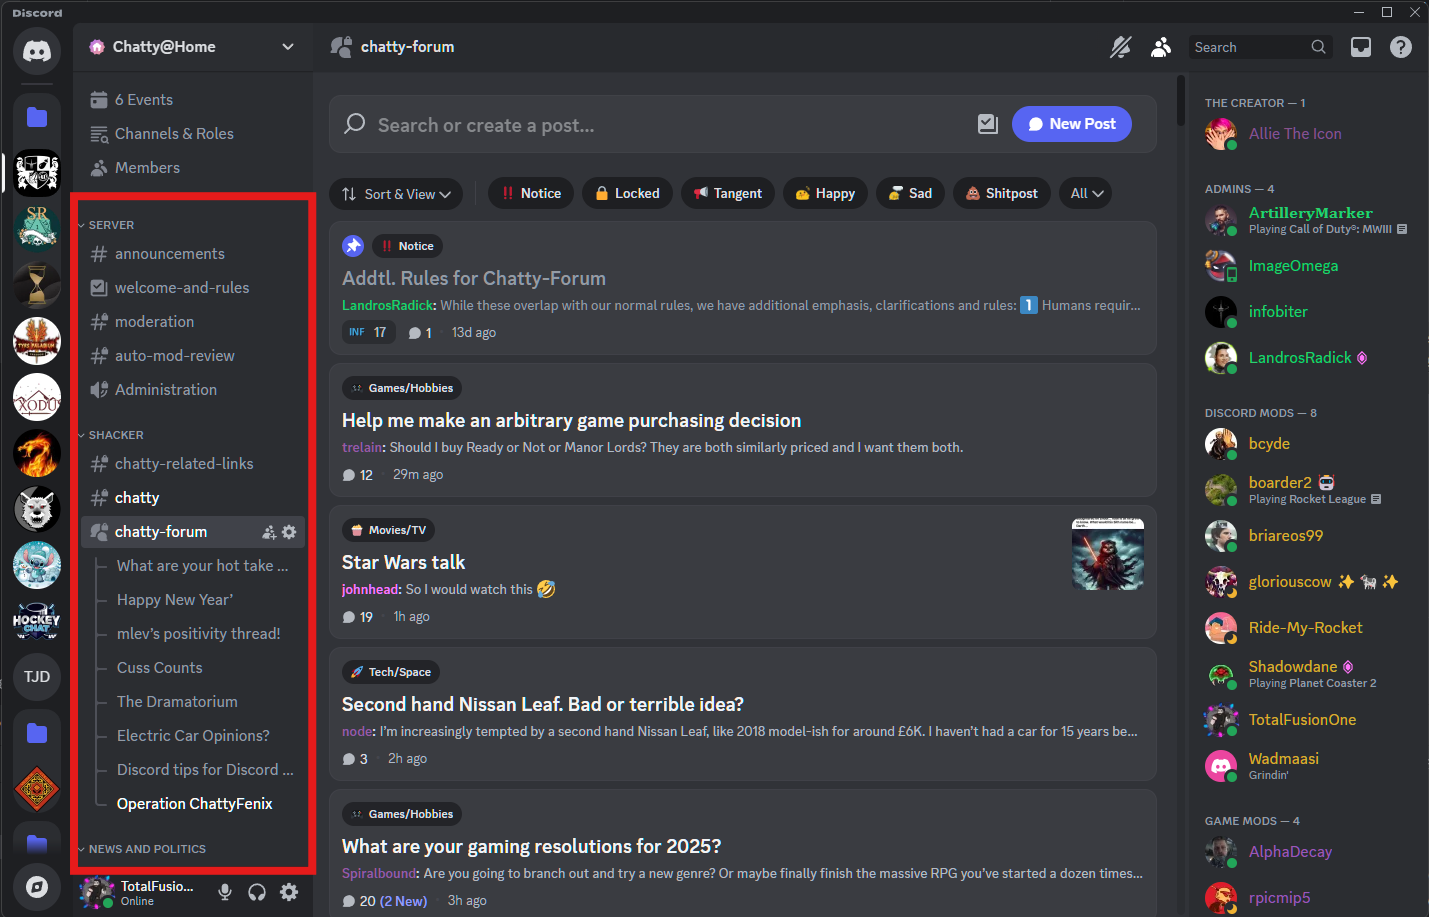 Discord
Chatty@Home
chatty-forum
Search
6 Events
Channels & Roles
Members
SERVER
announcements
welcome-and-rules
moderation
auto-mod-review
Administration
SHACKER
chatty-related-links
chatty
chatty-forum
What are your hot take ...
Happy New Year’
mlev’s positivity thread!
Cuss Counts
The Dramatorium
Electric Car Opinions?
Discord tips for Discord ...
Operation ChattyFenix
NEWS AND POLITICS
TotalFusio...
Online
SR
XODU
HOCKEY
CHAT
TJD
Search or create a post...
New Post
Sort & View
!! Notice
Locked
Tangent
Happy
Sad
Shitpost
All
!! Notice
Addtl. Rules for Chatty-Forum
LandrosRadick: While these overlap with our normal rules, we have additional emphasis, clarifications and rules: 1 Humans requir...
INF 17 1 · 13d ago
Games/Hobbies
Help me make an arbitrary game purchasing decision
trelain: Should I buy Ready or Not or Manor Lords? They are both similarly priced and I want them both.
12 · 29m ago
Movies/TV
Star Wars talk
johnhead: So I would watch this 🤣
19 · 1h ago
Tech/Space
Second hand Nissan Leaf. Bad or terrible idea?
node: I’m increasingly tempted by a second hand Nissan Leaf, like 2018 model-ish for around £6K. I haven’t had a car for 15 years be...
3 · 2h ago
Games/Hobbies
What are your gaming resolutions for 2025?
Spiralbound: Are you going to branch out and try a new genre? Or maybe finally finish the massive RPG you’ve started a dozen times...
20 (2 New) · 3h ago
THE CREATOR — 1
Allie The Icon
ADMINS — 4
ArtilleryMarker
Playing Call of Duty®: MWIII
ImageOmega
infobiter
LandrosRadick
DISCORD MODS — 8
bcyde
boarder2
Playing Rocket League
briareos99
gloriouscow ✨ 🐄 ✨
Ride-My-Rocket
Shadowdane
Playing Planet Coaster 2
TotalFusionOne
Wadmaasi
Grindin'
GAME MODS — 4
AlphaDecay
rpicmip5